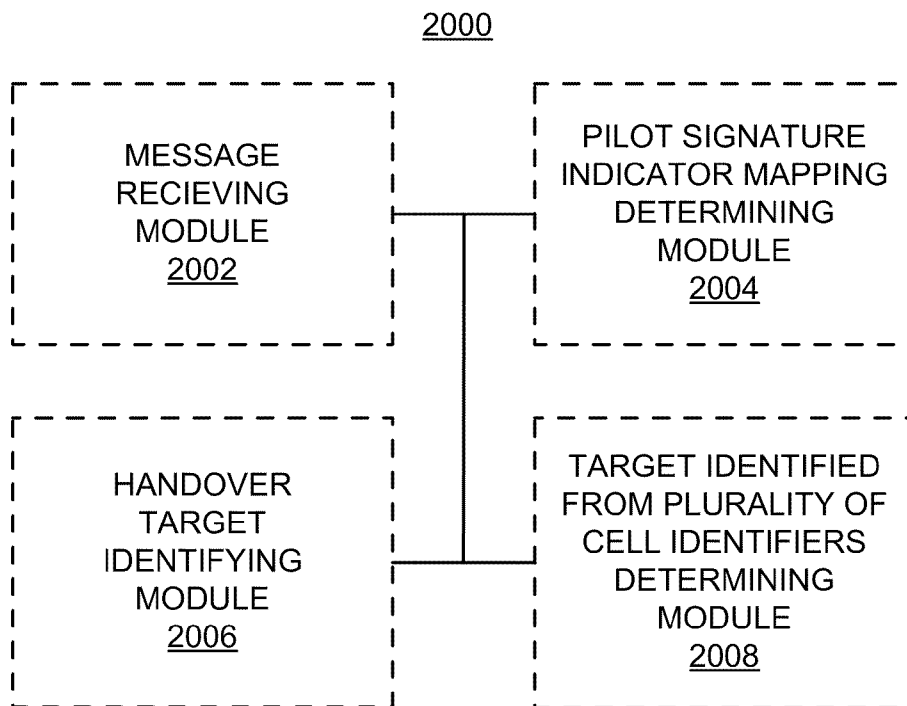 2000
MESSAGE
RECIEVING
MODULE
2002
PILOT SIGNATURE
INDICATOR MAPPING
DETERMINING
MODULE
2004
HANDOVER
TARGET
IDENTIFYING
MODULE
2006
TARGET IDENTIFIED
FROM PLURALITY OF
CELL IDENTIFIERS
DETERMINING
MODULE
2008